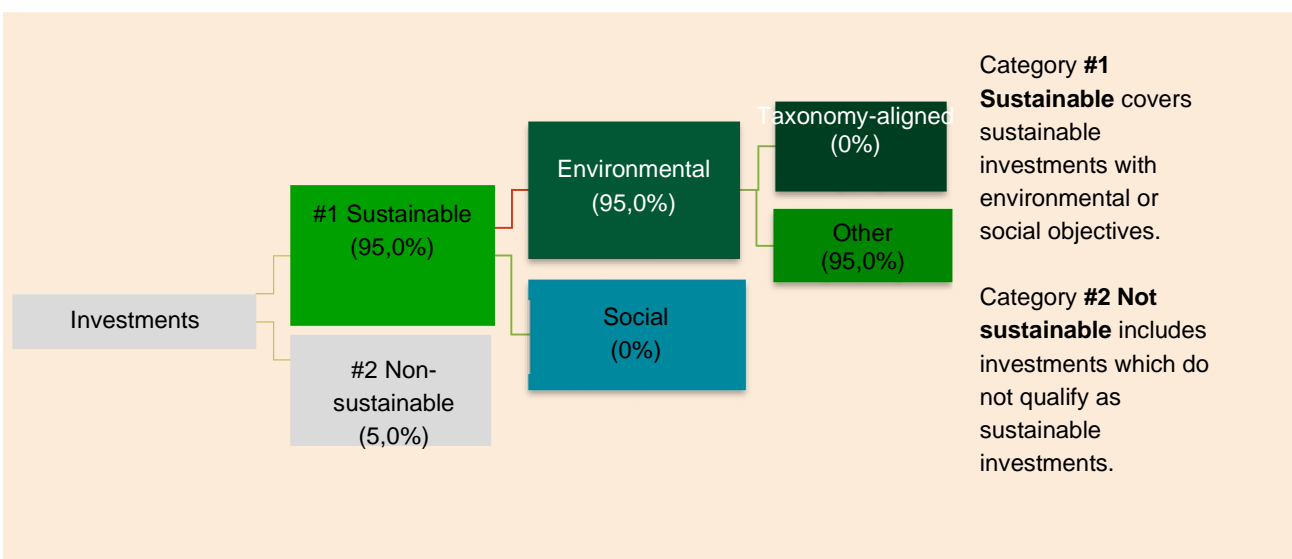 Investments
#1 Sustainable
(95,0%)
#2 Non-
sustainable
(5,0%)
Environmental
(95,0%)
Social
(0%)
Taxonomy-aligned
(0%)
Other
(95,0%)
Category #1
Sustainable covers
sustainable
investments with
environmental or
social objectives.
Category #2 Not
sustainable includes
investments which do
not qualify as
sustainable
investments.